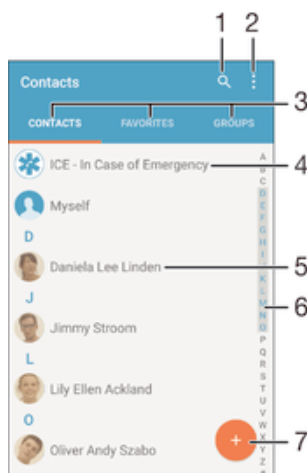 1 2
Contacts
3
CONTACTS FAVORITES GROUPS
ICE - In Case of Emergency 4
Myself
D
Daniela Lee Linden 5
J
Jimmy Stroom
L
Lily Ellen Ackland
O
Oliver Andy Szabo
+ 7
A
B
C
D
E
F
G
H
I
K
L
M
N
O
P
Q
R
S
T
U
V
W
X
Y
Z
6